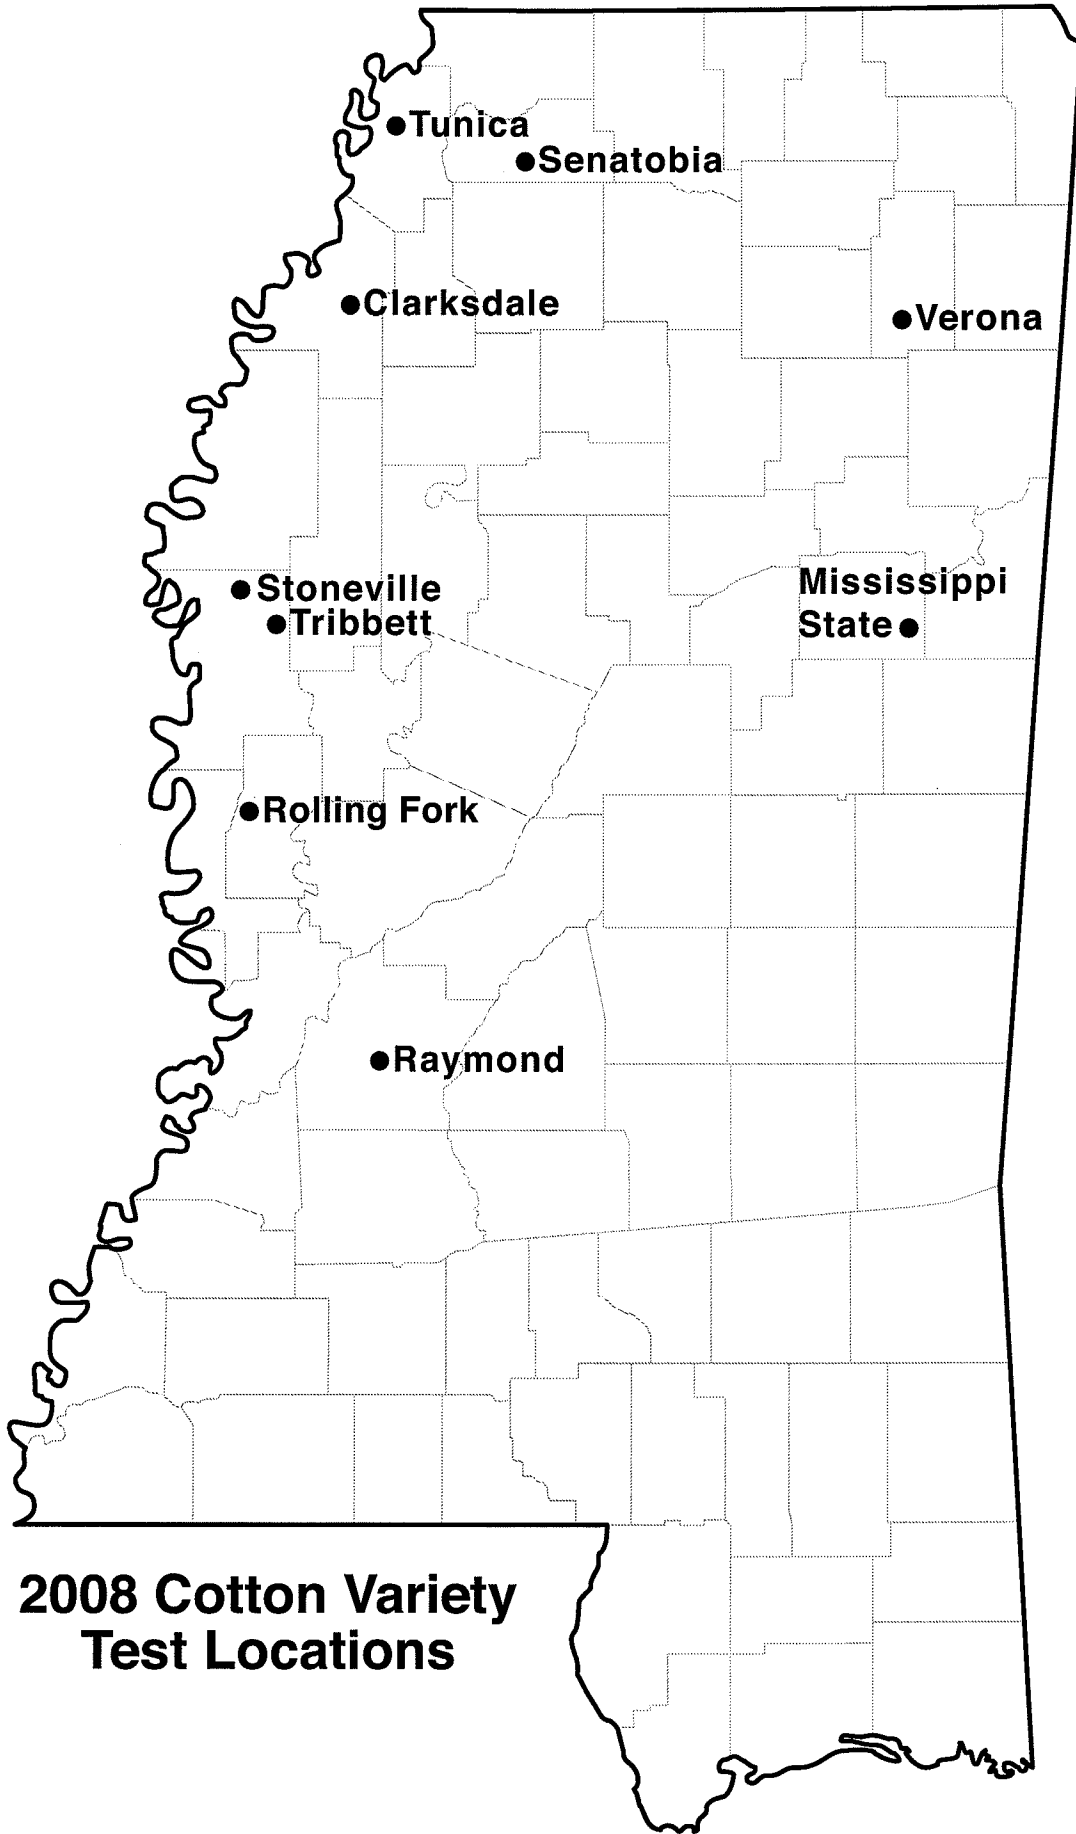 Tunica
Senatobia
Clarksdale
Verona
Stoneville
Tribbett
Mississippi
State
Rolling Fork
Raymond
2008 Cotton Variety
Test Locations